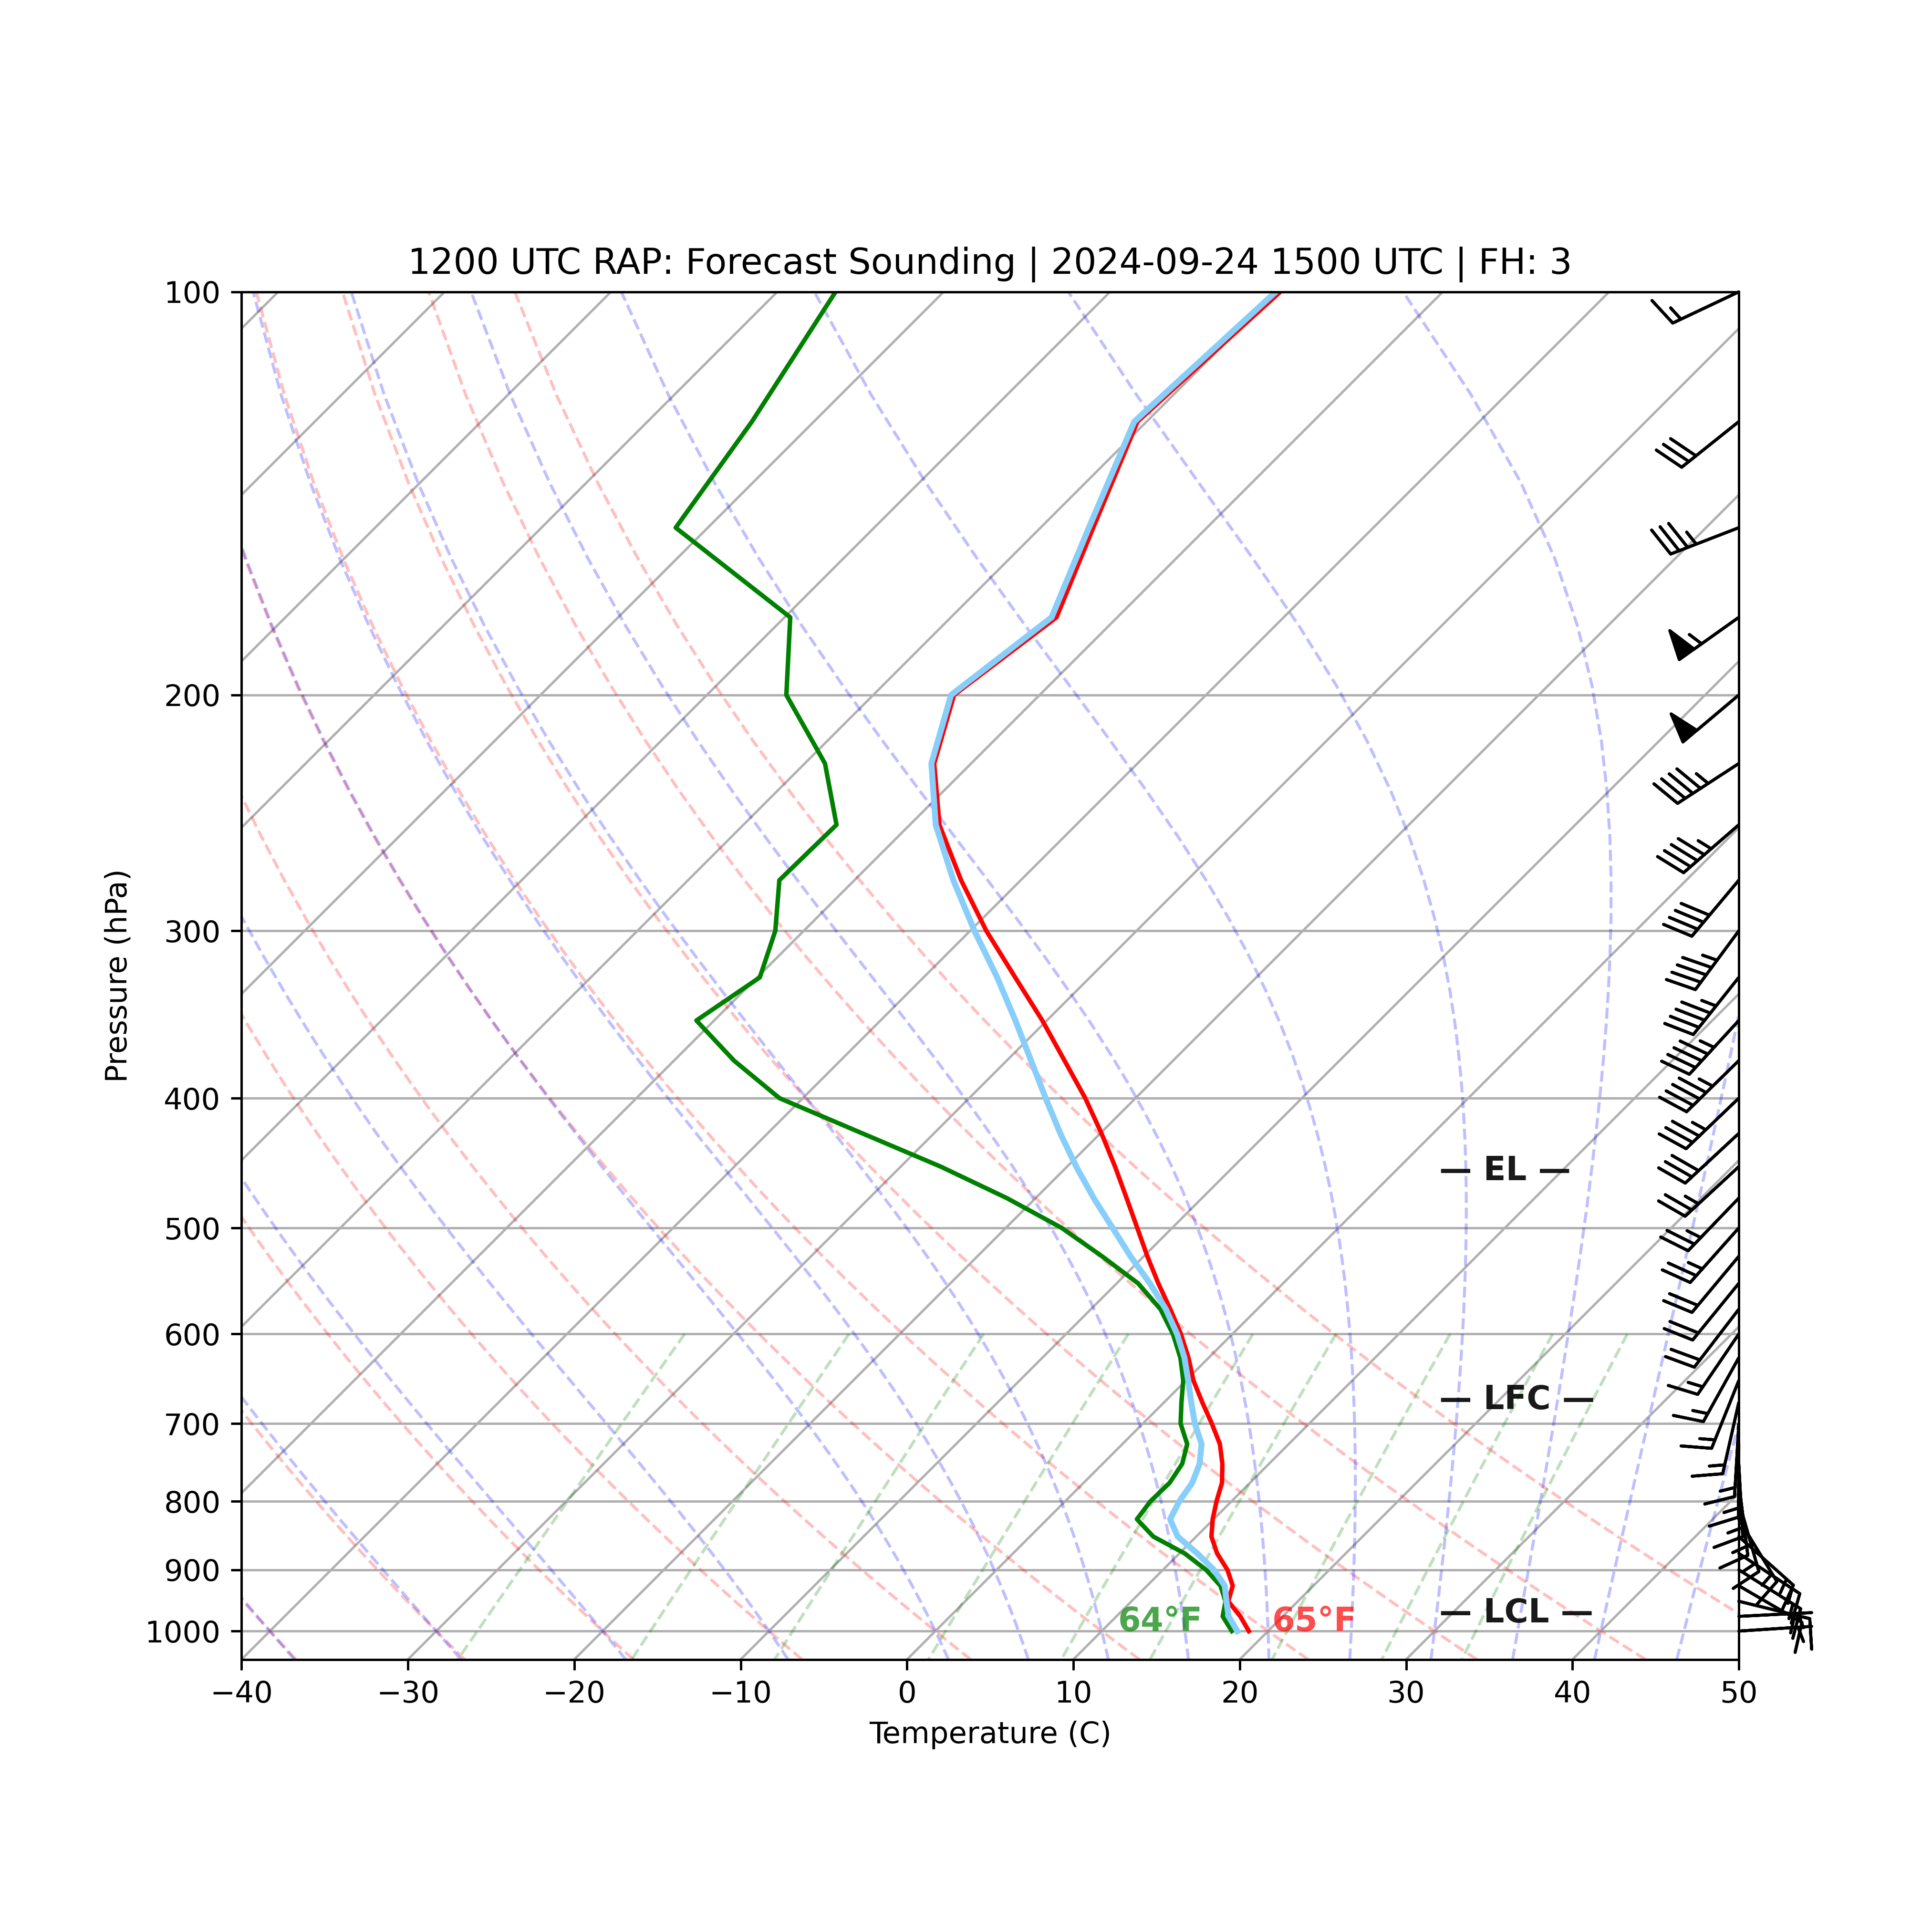 1200 UTC RAP: Forecast Sounding | 2024-09-24 1500 UTC | FH: 3
100
200
300
400
500
600
700
800
900
1000
Pressure (hPa)
— EL —
— LFC —
— LCL —
64°F
65°F
−40 −30 −20 −10 0 10 20 30 40 50
Temperature (C)